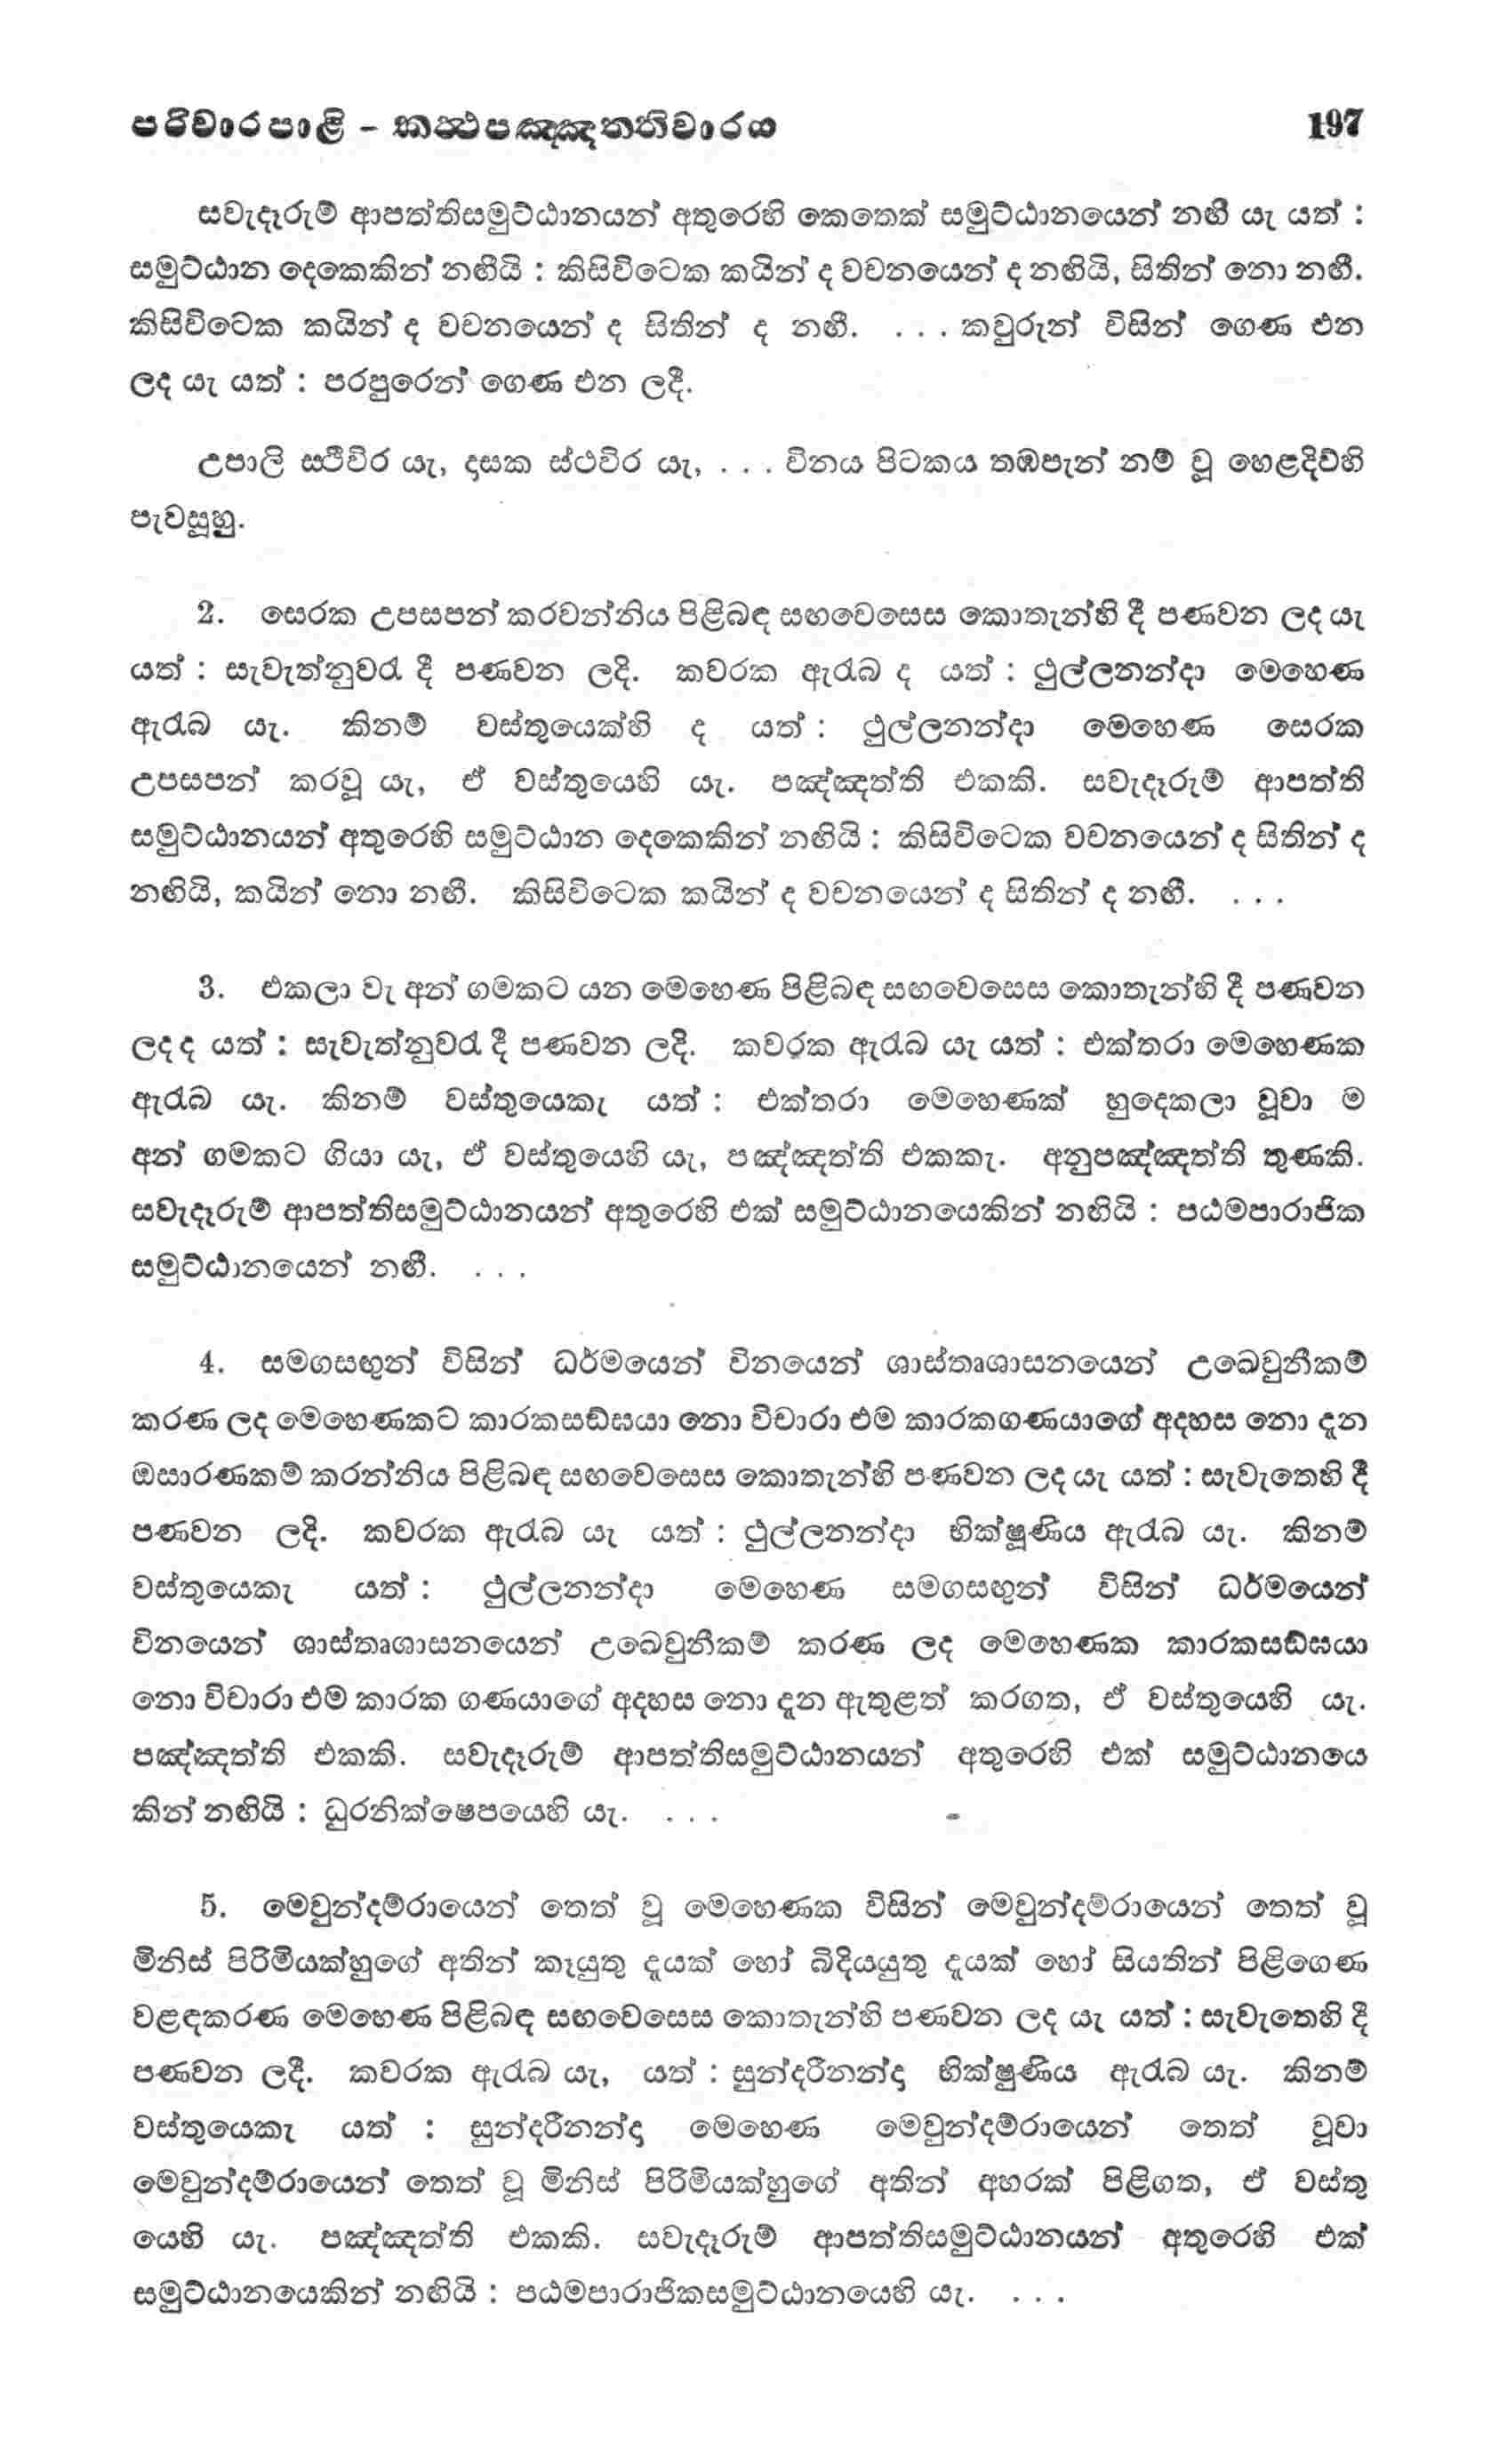 පරිවාරපාළි - කත්‍ථපඤ්ඤත්තිවාරය 197
සවැදෑරුම් ආපත්තිසමුට්ඨානයන් අතුරෙහි කෙතෙක් සමුට්ඨානයෙන් නඟී යැ යත් :
සමුට්ඨාන දෙකෙකින් නඟීයි : කිසිවිටෙක කයින් ද වචනයෙන් ද නඟියි, සිතින් නො නඟී.
කිසිවිටෙක කයින් ද වචනයෙන් ද සිතින් ද නඟී. . . . කවුරුන් විසින් ගෙණ එන
ලද යැ යත් : පරපුරෙන් ගෙණ එන ලදී.
උපාලි ස්ථවිර යැ, දාසක ස්ථවිර යැ, . . . විනය පිටකය තඹපැන් නම් වූ හෙළදිව්හි
පැවසූහු.
2. සෙරක උපසපන් කරවන්නිය පිළිබඳ සඟවෙසෙස කොතැන්හි දී පණවන ලද යැ
යත් : සැවැත්නුවර දී පණවන ලදි. කවරක ඇරැබ ද යත් : ථුල්ලනන්දා මෙහෙණ
ඇරැබ යැ. කිනම් වස්තුයෙක්හි ද යත් : ථුල්ලනන්දා මෙහෙණ සෙරක
උපසපන් කරවූ යැ, ඒ වස්තුයෙහි යැ. පඤ්ඤත්ති එකකි. සවැදෑරුම් ආපත්ති
සමුට්ඨානයන් අතුරෙහි සමුට්ඨාන දෙකෙකින් නඟියි : කිසිවිටෙක වචනයෙන් ද සිතින් ද
නඟියි, කයින් නො නඟී. කිසිවිටෙක කයින් ද වචනයෙන් ද සිතින් ද නඟී. . . .
3. එකලා වැ අන් ගමකට යන මෙහෙණ පිළිබඳ සඟවෙසෙස කොතැන්හි දී පණවන
ලද ද යත් : සැවැත්නුවර දී පණවන ලදි. කවරක ඇරැබ යැ යත් : එක්තරා මෙහෙණක
ඇරැබ යැ. කිනම් වස්තුයෙකැ යත් : එක්තරා මෙහෙණක් හුදෙකලා වූවා ම
අන් ගමකට ගියා යැ, ඒ වස්තුයෙහි යැ, පඤ්ඤත්ති එකකැ. අනුපඤ්ඤත්ති තුණකි.
සවැදෑරුම් ආපත්තිසමුට්ඨානයන් අතුරෙහි එක් සමුට්ඨානයෙකින් නඟියි : පඨමපාරාජික
සමුට්ඨානයෙන් නඟී. . . .
4. සමගසඟුන් විසින් ධර්මයෙන් විනයෙන් ශාස්තෘශාසනයෙන් උඛෙවුනීකම්
කරණ ලද මෙහෙණකට කාරකසඞ්ඝයා නො විචාරා එම කාරකගණයාගේ අදහස නො දැන
ඔසාරණකම් කරන්නිය පිළිබඳ සඟවෙසෙස කොතැන්හි පණවන ලද යැ යත් : සැවැතෙහි දී
පණවන ලදි. කවරක ඇරැබ යැ යත් : ථුල්ලනන්දා භික්ෂූණිය ඇරැබ යැ. කිනම්
වස්තුයෙකැ යත් : ථුල්ලනන්දා මෙහෙණ සමගසඟුන් විසින් ධර්මයෙන්
විනයෙන් ශාස්තෘශාසනයෙන් උඛෙවුනීකම් කරණ ලද මෙහෙණක කාරකසඞ්ඝයා
නො විචාරා එම කාරක ගණයාගේ අදහස නො දැන ඇතුළත් කරගත, ඒ වස්තුයෙහි යැ.
පඤ්ඤත්ති එකකි. සවැදෑරුම් ආපත්තිසමුට්ඨානයන් අතුරෙහි එක් සමුට්ඨානයෙ
කින් නඟියි : ධුරනික්ෂෙපයෙහි යැ. . . .
5. මෙවුන්දම්රායෙන් තෙත් වූ මෙහෙණක විසින් මෙවුන්දම්රායෙන් තෙත් වූ
මිනිස් පිරිමියක්හුගේ අතින් කෑයුතු දැයක් හෝ බිදියයුතු දැයක් හෝ සියතින් පිළිගෙණ
වළඳකරණ මෙහෙණ පිළිබඳ සඟවෙසෙස කොතැන්හි පණවන ලද යැ යත් : සැවැතෙහි දී
පණවන ලදී. කවරක ඇරැබ යැ, යත් : සුන්දරීනන්දා භික්ෂුණිය ඇරැබ යැ. කිනම්
වස්තුයෙකැ යත් : සුන්දරීනන්දා මෙහෙණ මෙවුන්දම්රායෙන් තෙත් වූවා
මෙවුන්දම්රායෙන් තෙත් වූ මිනිස් පිරිමියක්හුගේ අතින් අහරක් පිළිගත, ඒ වස්තු
යෙහි යැ. පඤ්ඤත්ති එකකි. සවැදෑරුම් ආපත්තිසමුට්ඨානයන් අතුරෙහි එක්
සමුට්ඨානයෙකින් නඟියි : පඨමපාරාජිකසමුට්ඨානයෙහි යැ. . . .